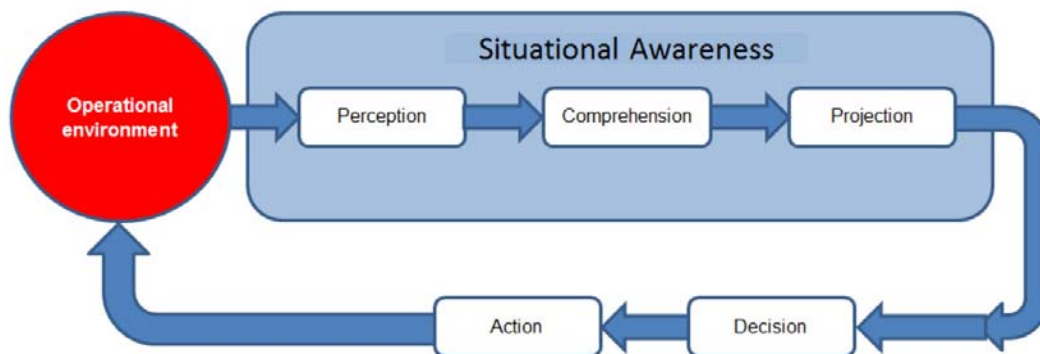 Situational Awareness
Operational
environment
Perception
Comprehension
Projection
Action
Decision